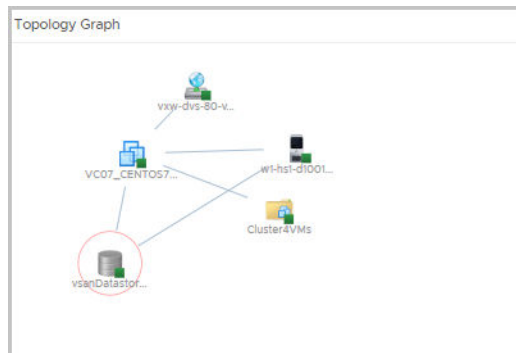 Topology Graph
vxw-dvs-80-v...
VC07_CENTOS7...
w1-hs1-d1001...
Cluster4VMs
vsanDatastor...